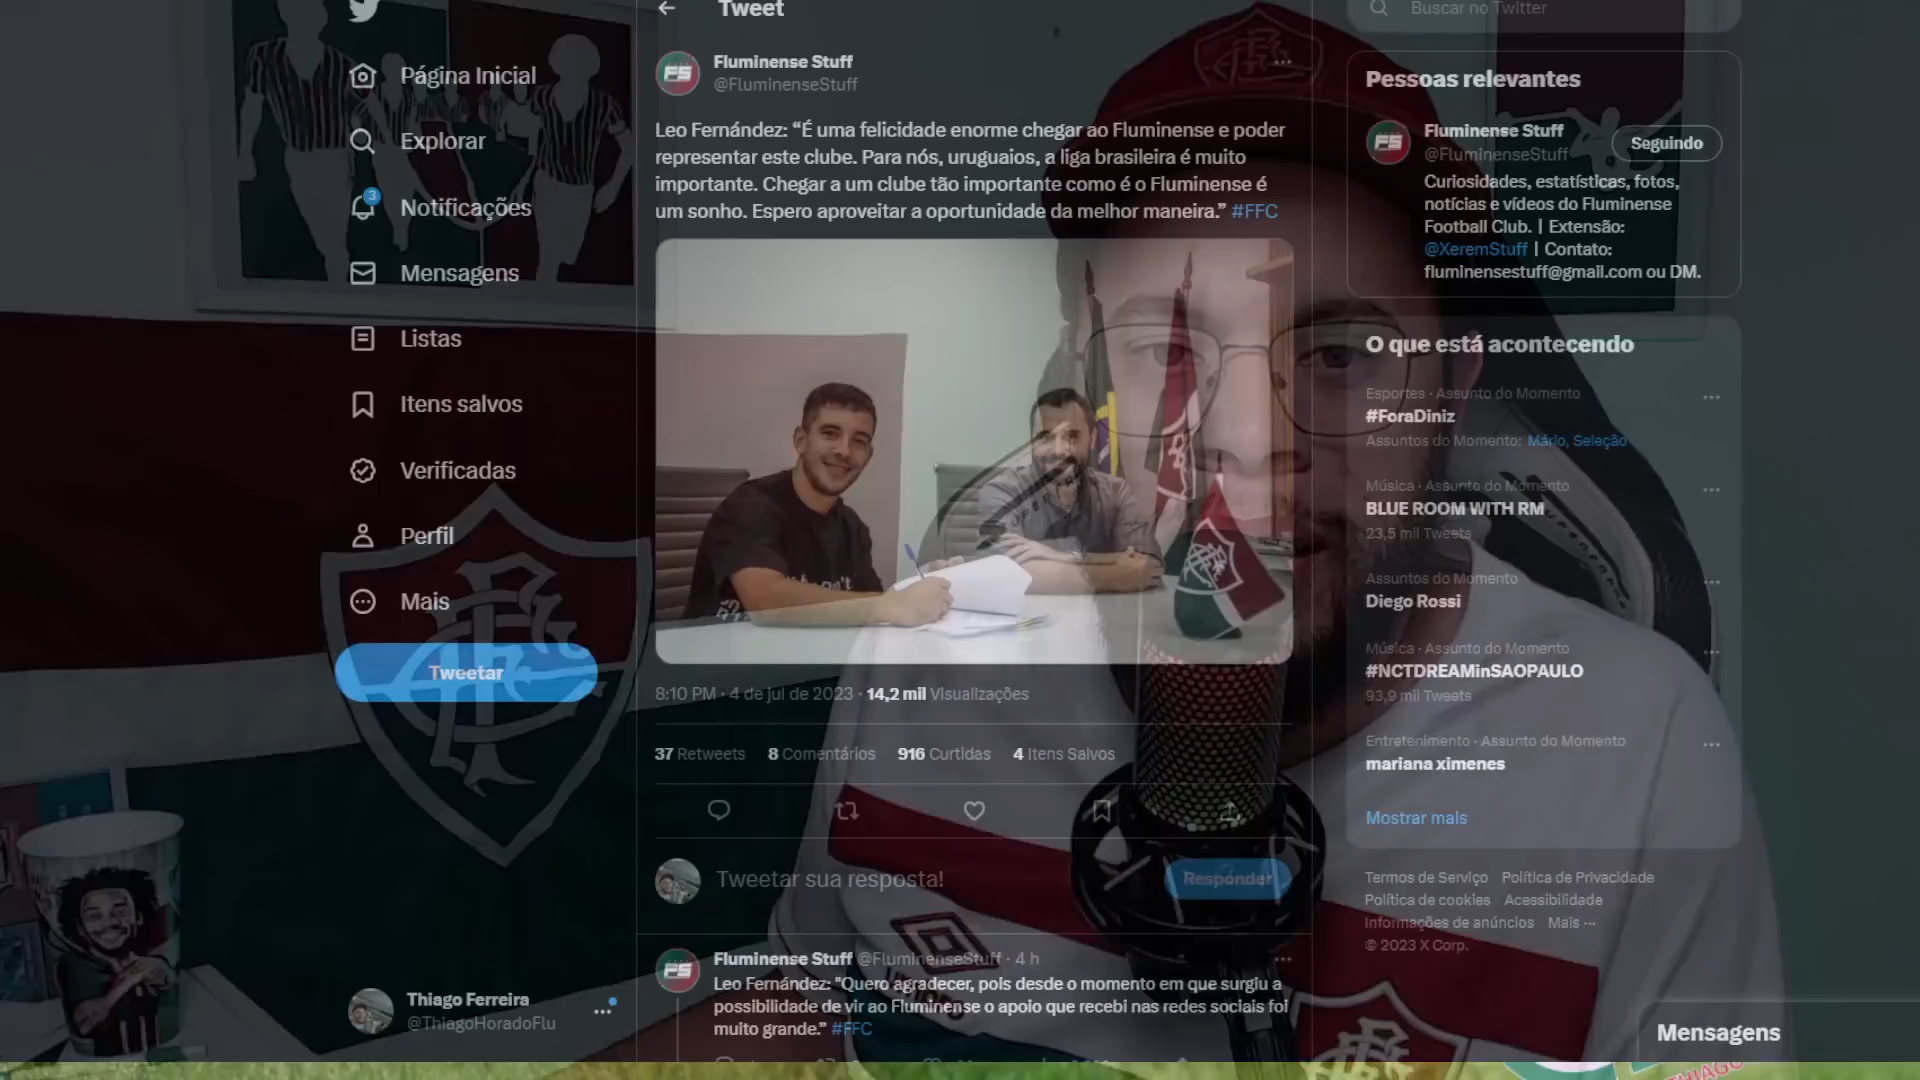 Página Inicial
Explorar
3
Notificações
Mensagens
Listas
Itens salvos
Verificadas
Perfil
Mais
Tweetar
Thiago Ferreira
@ThiagoHoradoFlu
Tweet
Fluminense Stuff
@FluminenseStuff
Leo Fernández: “É uma felicidade enorme chegar ao Fluminense e poder
representar este clube. Para nós, uruguaios, a liga brasileira é muito
importante. Chegar a um clube tão importante como é o Fluminense é
um sonho. Espero aproveitar a oportunidade da melhor maneira.” #FFC
8:10 PM · 4 de jul de 2023 · 14,2 mil Visualizações
37 Retweets 8 Comentários 916 Curtidas 4 Itens Salvos
Tweetar sua resposta!
Responder
Fluminense Stuff @FluminenseStuff · 4 h
Leo Fernández: "Quero agradecer, pois desde o momento em que surgiu a
possibilidade de vir ao Fluminense o apoio que recebi nas redes sociais foi
muito grande.” #FFC
Buscar no Twitter
Pessoas relevantes
Fluminense Stuff
@FluminenseStuff
Seguindo
Curiosidades, estatísticas, fotos,
notícias e vídeos do Fluminense
Football Club. | Extensão:
@XeremStuff | Contato:
fluminensestuff@gmail.com ou DM.
O que está acontecendo
Esportes · Assunto do Momento
#ForaDiniz
Assuntos do Momento: Mário, Seleção
Música · Assunto do Momento
BLUE ROOM WITH RM
23,5 mil Tweets
Assuntos do Momento
Diego Rossi
Música · Assunto do Momento
#NCTDREAMinSAOPAULO
93,9 mil Tweets
Entretenimento · Assunto do Momento
mariana ximenes
Mostrar mais
Termos de Serviço Política de Privacidade
Política de cookies Acessibilidade
Informações de anúncios Mais ···
© 2023 X Corp.
Mensagens
THIAGO